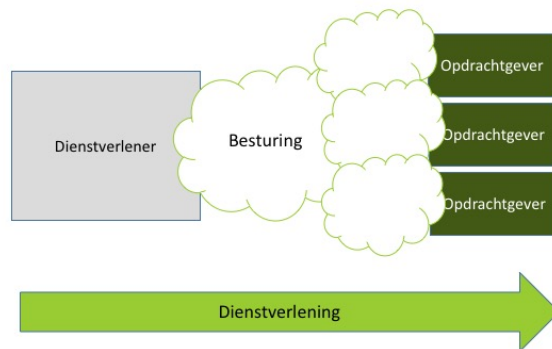 Opdrachtgever
Dienstverlener
Besturing
Opdrachtgever
Opdrachtgever
Dienstverlening